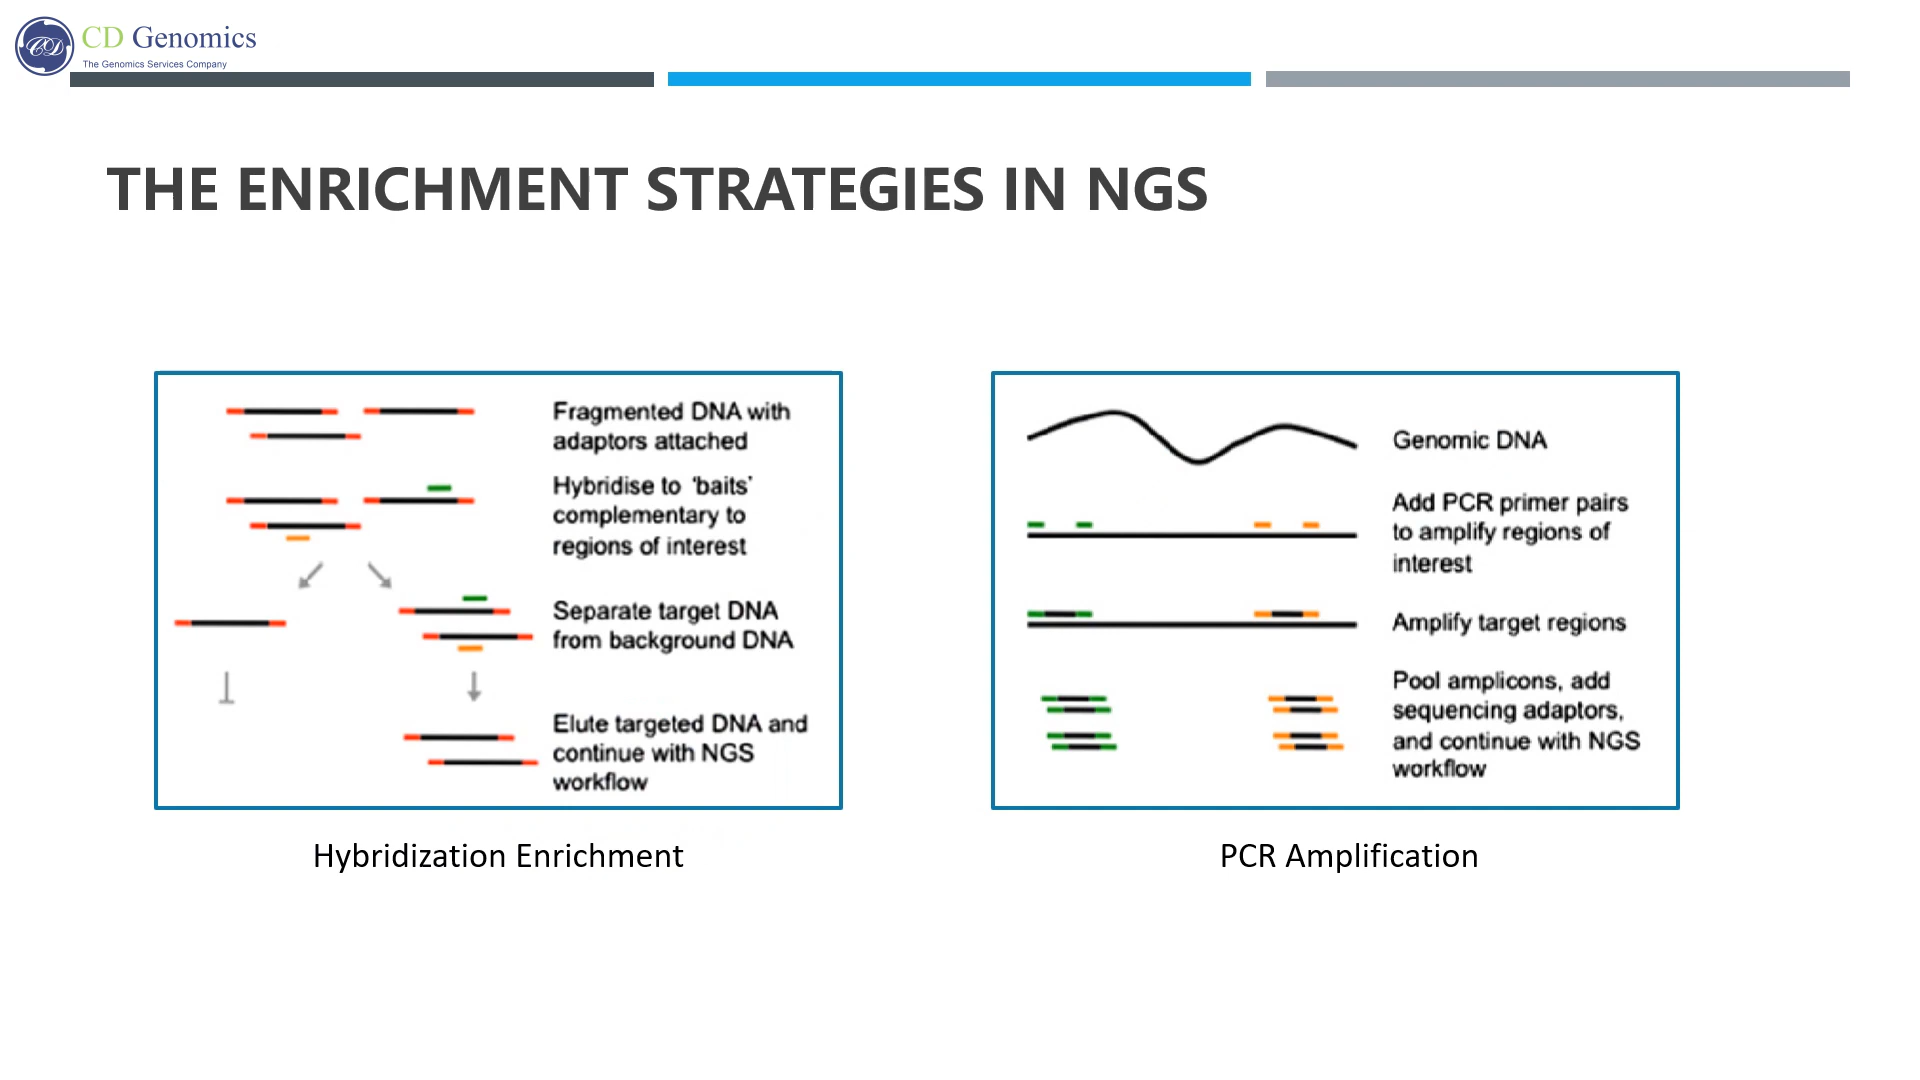 CD Genomics
The Genomics Services Company
THE ENRICHMENT STRATEGIES IN NGS
Fragmented DNA with
adaptors attached
Hybridise to 'baits'
complementary to
regions of interest
Separate target DNA
from background DNA
Elute targeted DNA and
continue with NGS
workflow
Hybridization Enrichment
Genomic DNA
Add PCR primer pairs
to amplify regions of
interest
Amplify target regions
Pool amplicons, add
sequencing adaptors,
and continue with NGS
workflow
PCR Amplification